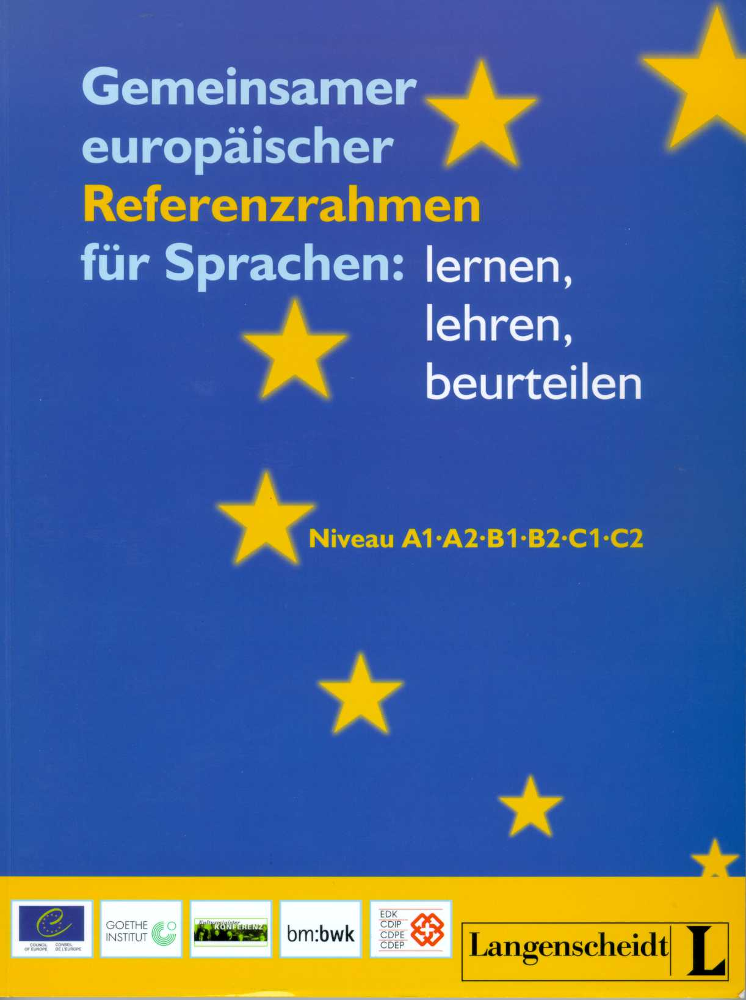 Gemeinsamer
europäischer
Referenzrahmen
für Sprachen: lernen,
lehren,
beurteilen
Niveau A1·A2·B1·B2·C1·C2
COUNCIL OF EUROPE
CONSEIL DE L'EUROPE
GOETHE
INSTITUT
Kultusminister
KONFERENZ
bm:bwk
EDK
CDIP
CDPE
CDEP
Langenscheidt L